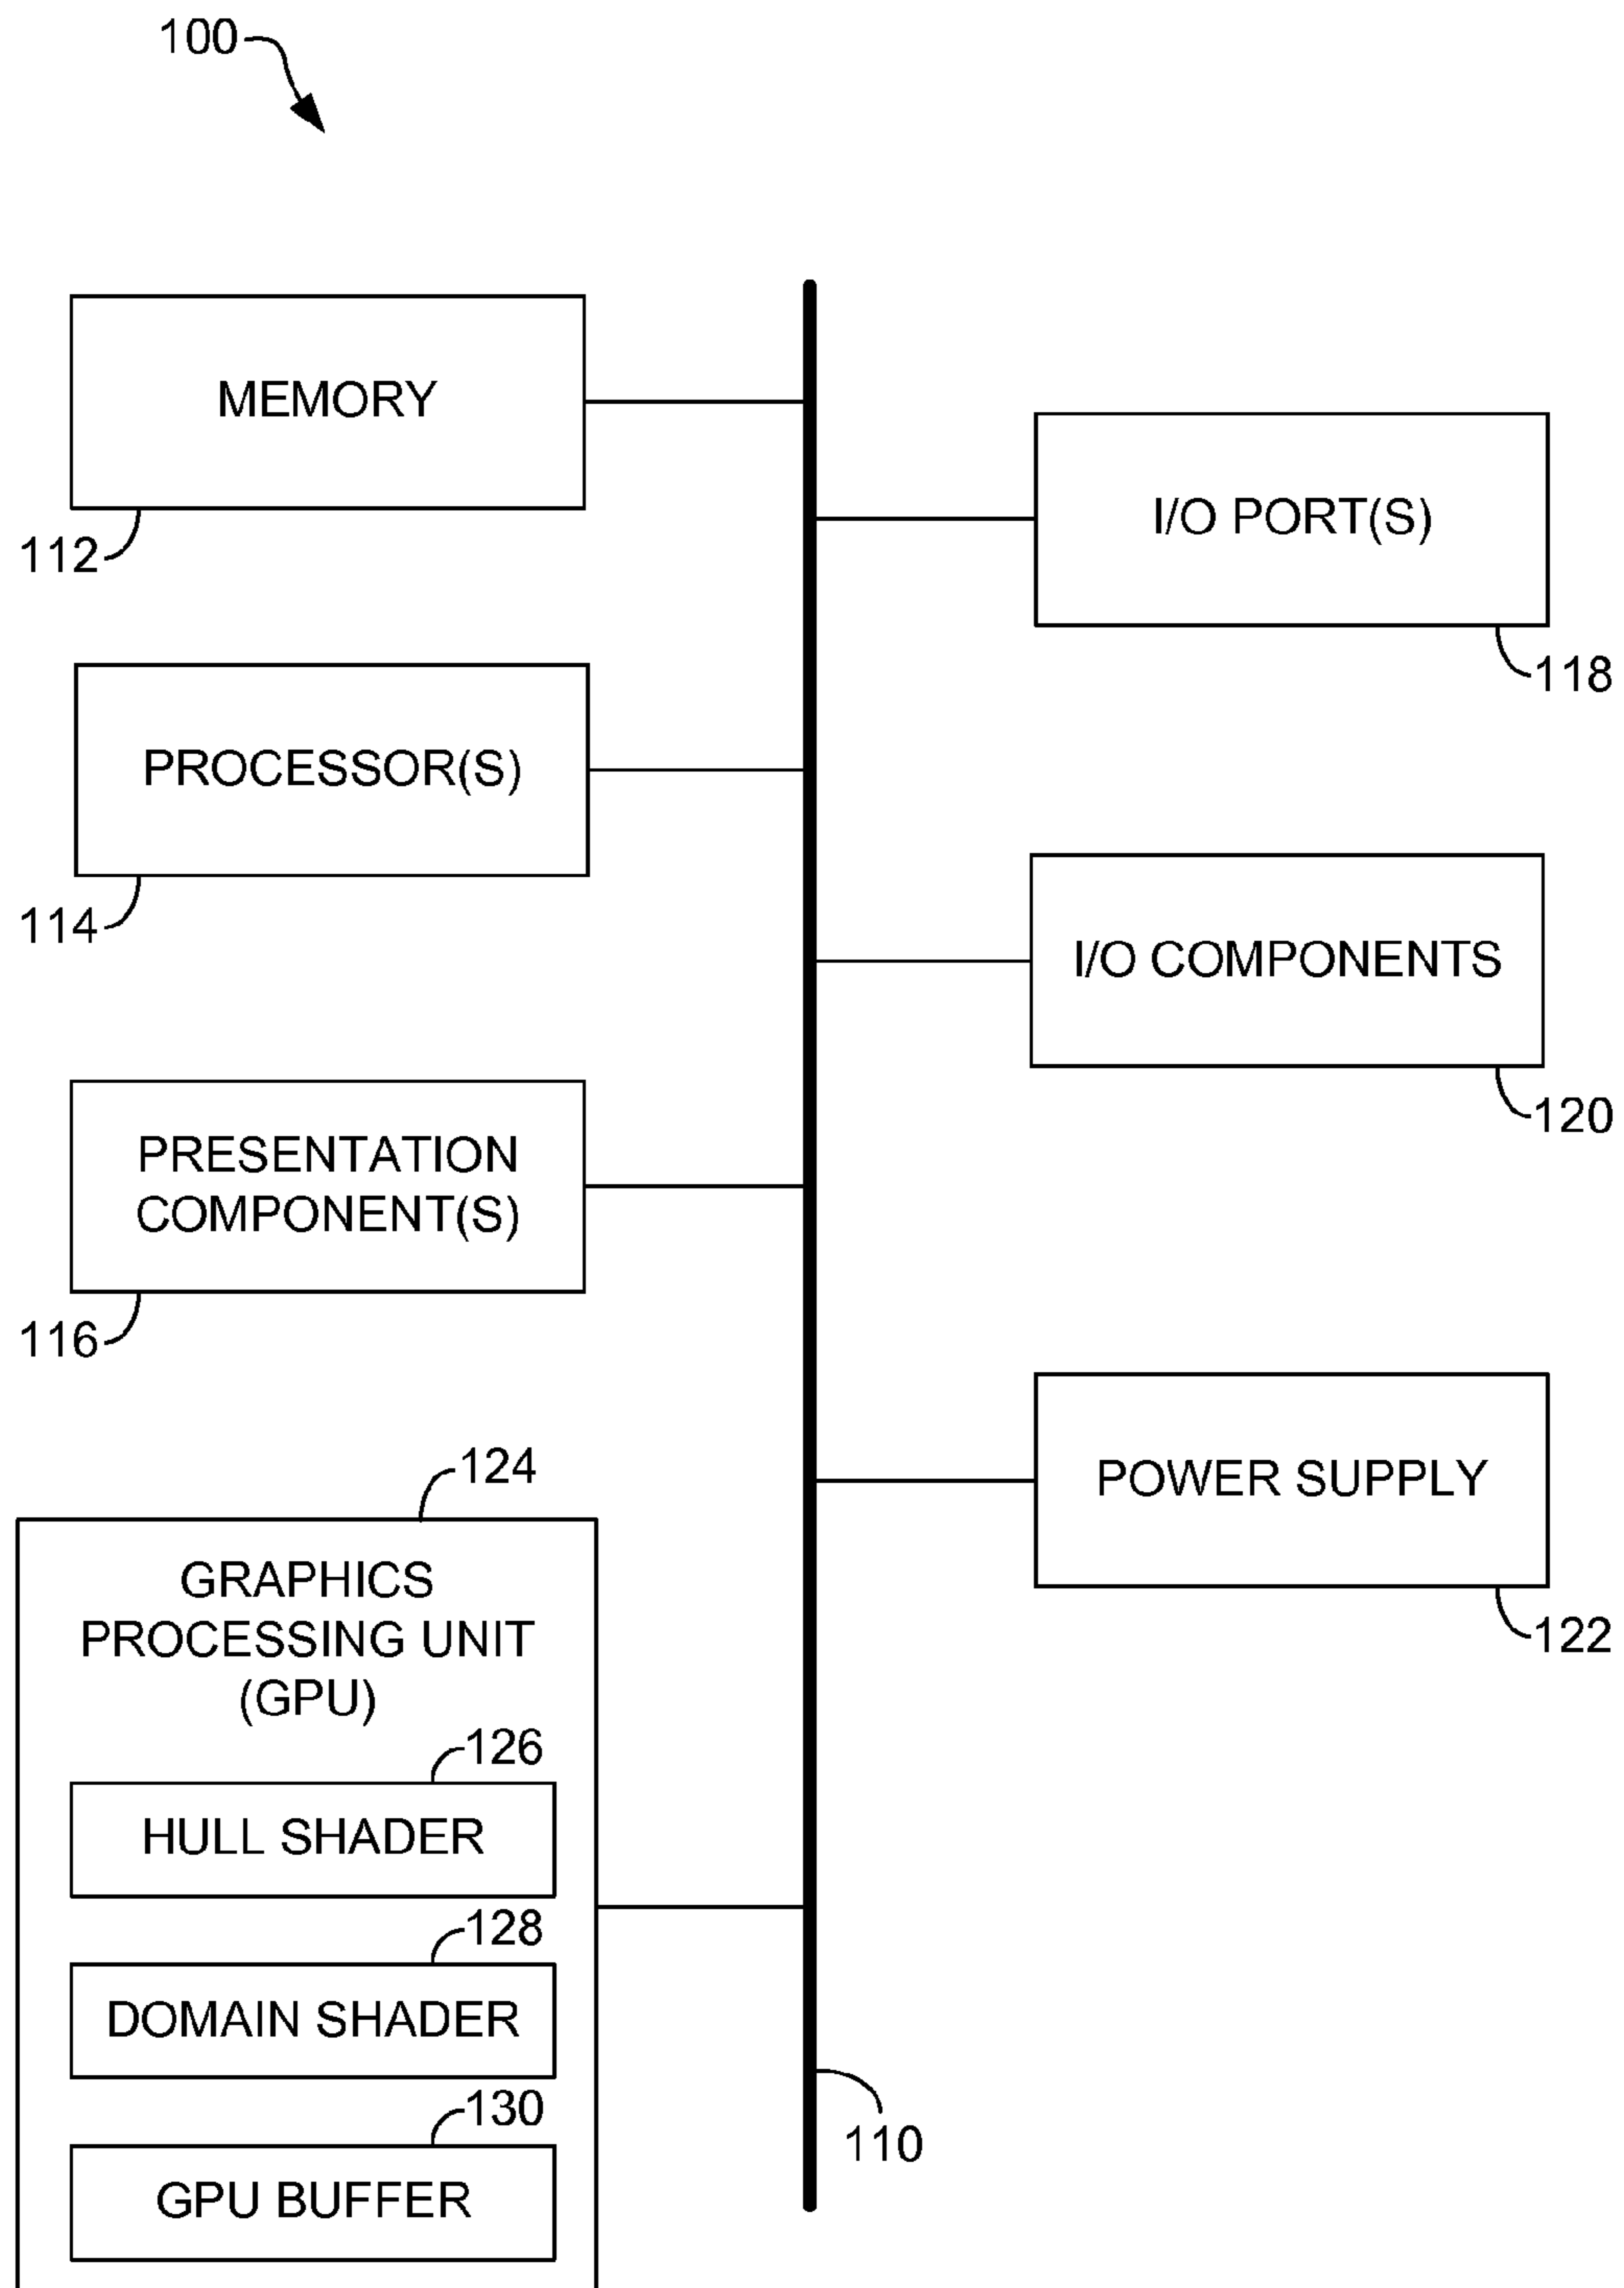 100
MEMORY
112
I/O PORT(S)
118
PROCESSOR(S)
114
I/O COMPONENTS
120
PRESENTATION
COMPONENT(S)
116
POWER SUPPLY
122
124
GRAPHICS
PROCESSING UNIT
(GPU)
126
HULL SHADER
128
DOMAIN SHADER
130
GPU BUFFER
110